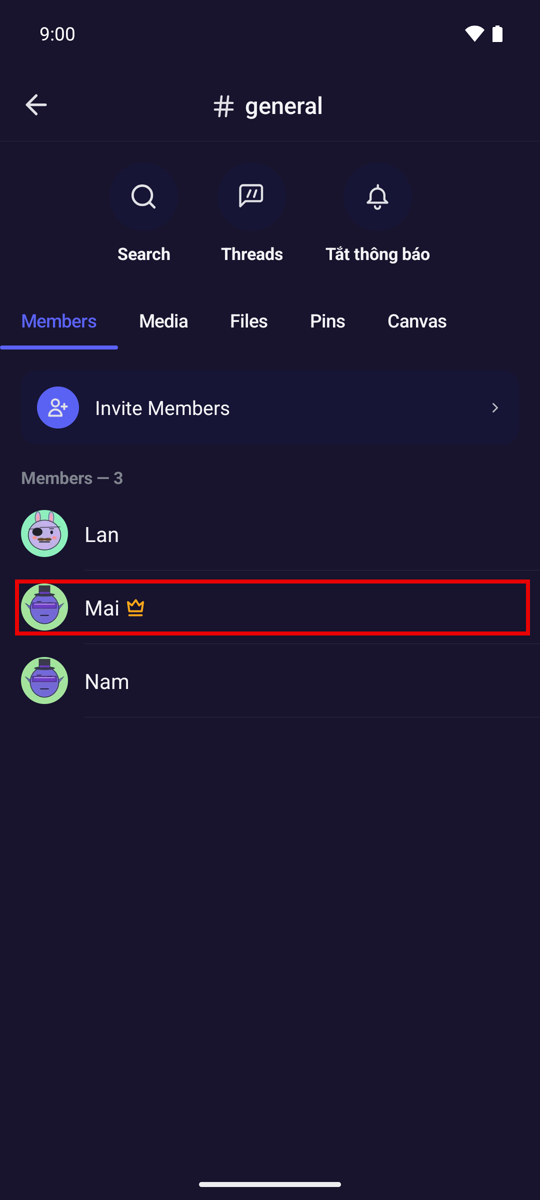 9:00
# general
Search Threads Tắt thông báo
Members Media Files Pins Canvas
Invite Members
Members — 3
Lan
Mai
Nam